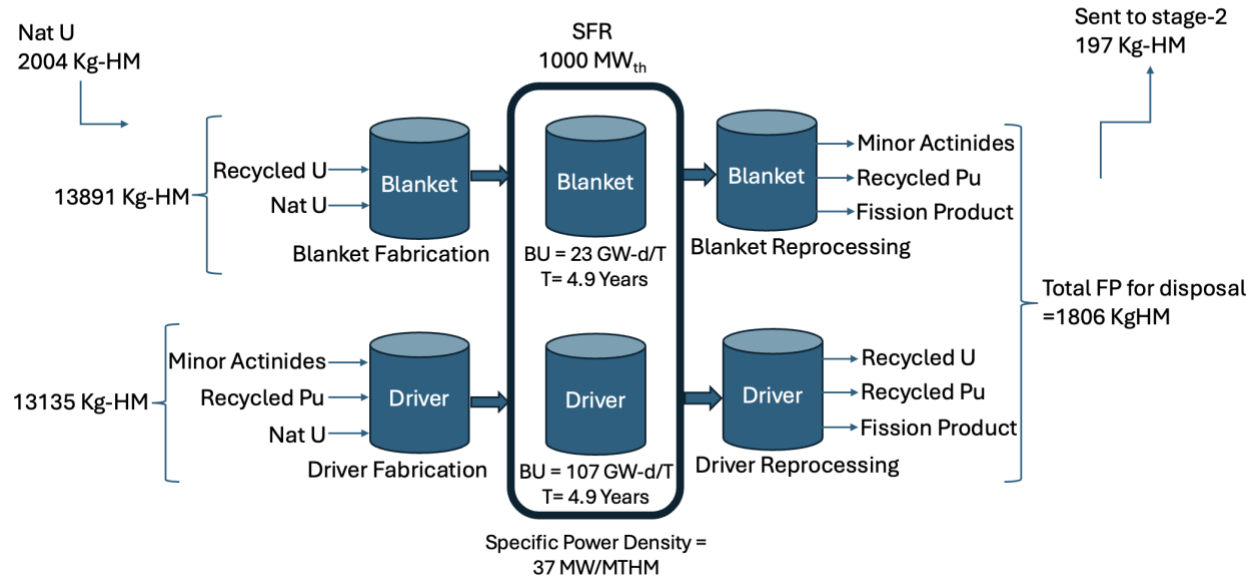 Nat U
2004 Kg-HM
SFR
1000 MWth
Sent to stage-2
197 Kg-HM
13891 Kg-HM
Recycled U
Nat U
Blanket
Blanket Fabrication
Blanket
BU = 23 GW-d/T
T= 4.9 Years
Blanket
Blanket Reprocessing
Minor Actinides
Recycled Pu
Fission Product
Total FP for disposal
=1806 KgHM
13135 Kg-HM
Minor Actinides
Recycled Pu
Nat U
Driver
Driver Fabrication
Driver
BU = 107 GW-d/T
T= 4.9 Years
Driver
Driver Reprocessing
Recycled U
Recycled Pu
Fission Product
Specific Power Density =
37 MW/MTHM